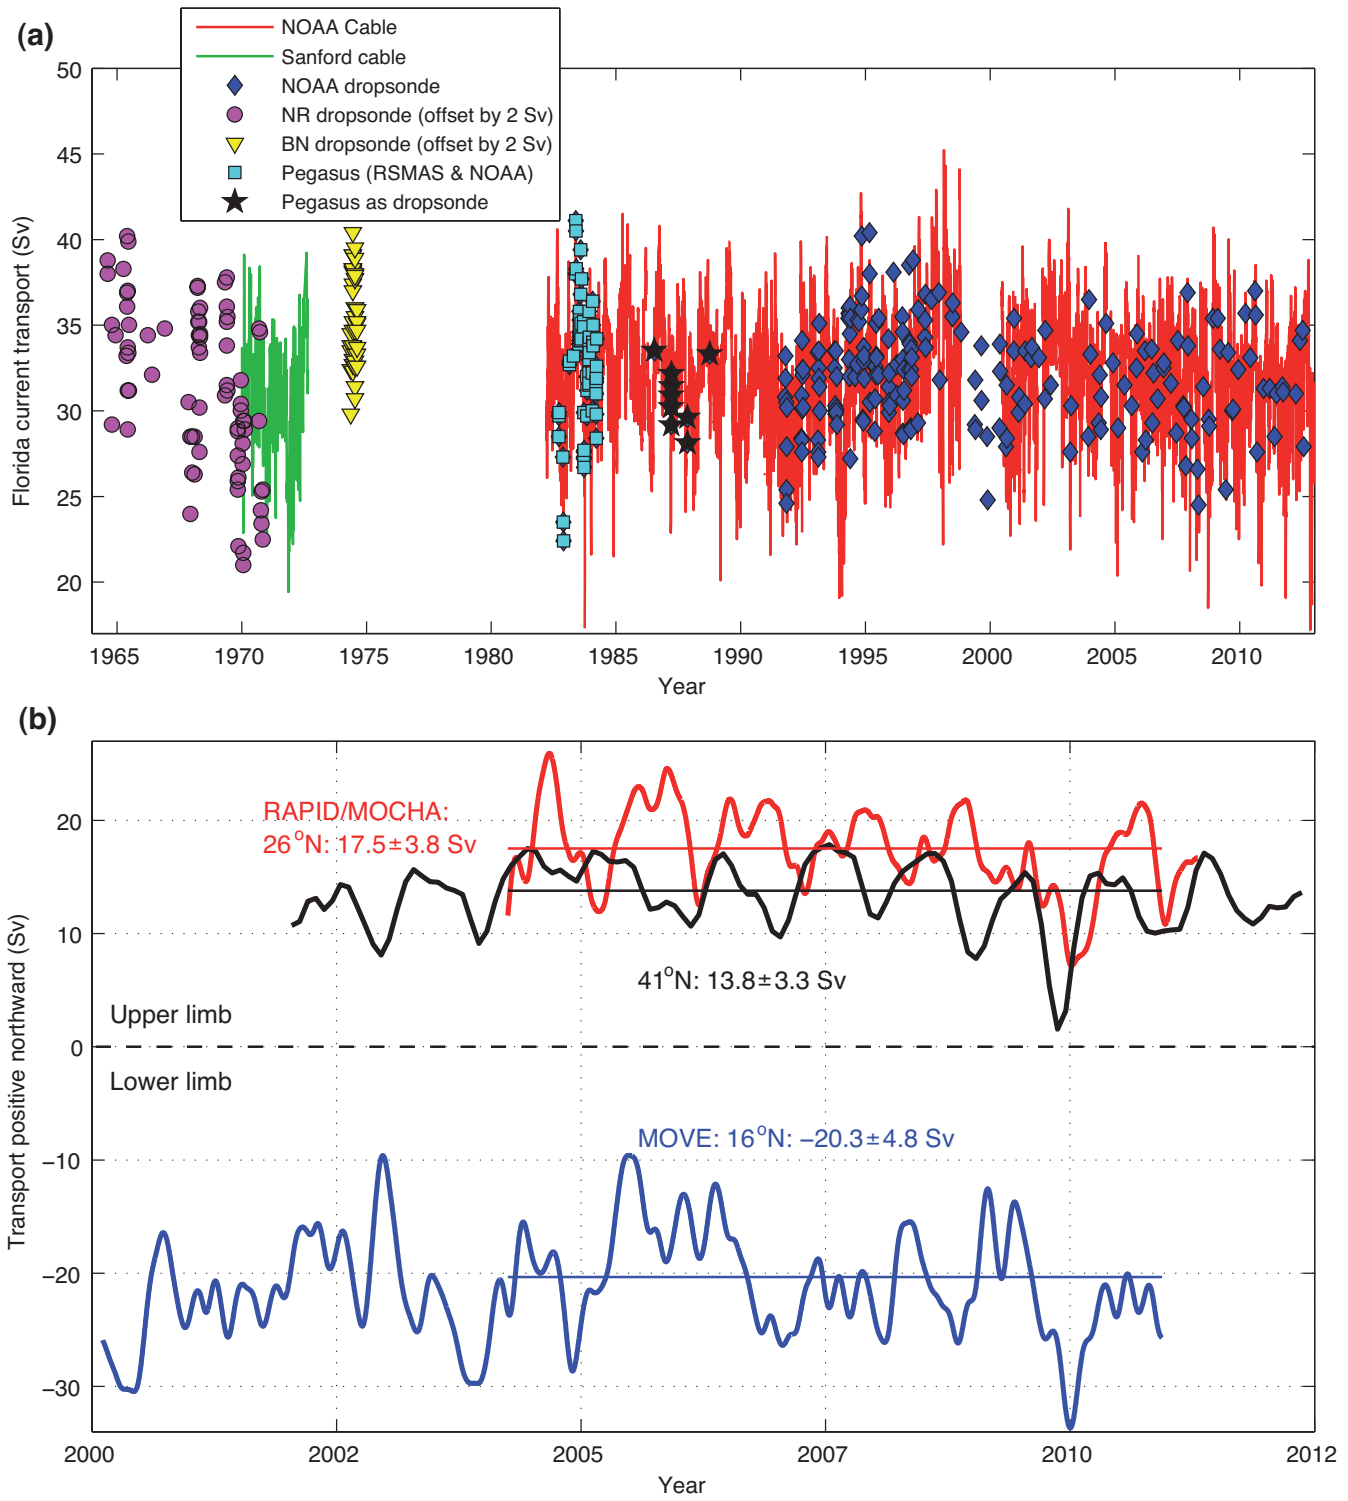 (a)
NOAA Cable
Sanford cable
NOAA dropsonde
NR dropsonde (offset by 2 Sv)
BN dropsonde (offset by 2 Sv)
Pegasus (RSMAS & NOAA)
Pegasus as dropsonde
50
45
40
35
30
25
20
Florida current transport (Sv)
1965 1970 1975 1980 1985 1990 1995 2000 2005 2010
Year
(b)
RAPID/MOCHA:
26°N: 17.5±3.8 Sv
41°N: 13.8±3.3 Sv
Upper limb
Lower limb
MOVE: 16°N: −20.3±4.8 Sv
20
10
0
−10
−20
−30
Transport positive northward (Sv)
2000 2002 2005 2007 2010 2012
Year